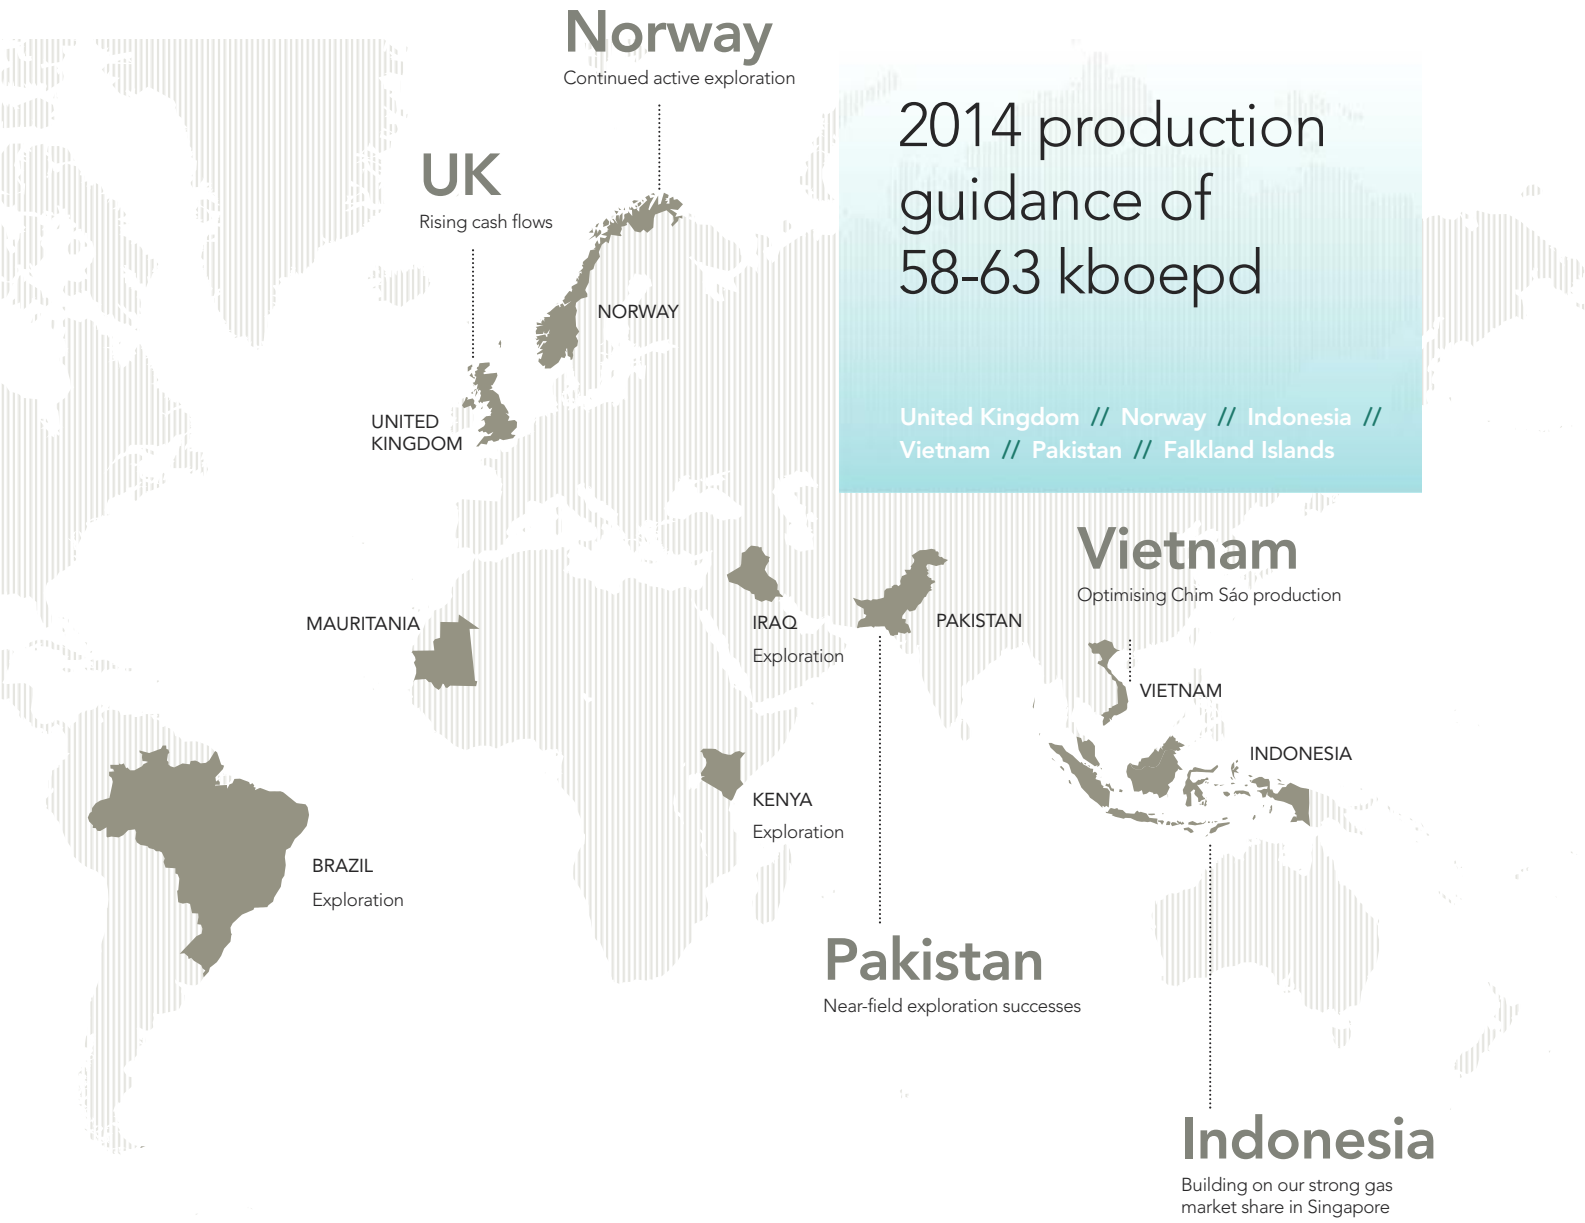 Norway
Continued active exploration
2014 production
guidance of
58-63 kboepd
UK
Rising cash flows
NORWAY
UNITED
KINGDOM
United Kingdom // Norway // Indonesia //
Vietnam // Pakistan // Falkland Islands
Vietnam
Optimising Chim Sáo production
MAURITANIA
IRAQ
Exploration
PAKISTAN
VIETNAM
INDONESIA
KENYA
Exploration
BRAZIL
Exploration
Pakistan
Near-field exploration successes
Indonesia
Building on our strong gas
market share in Singapore